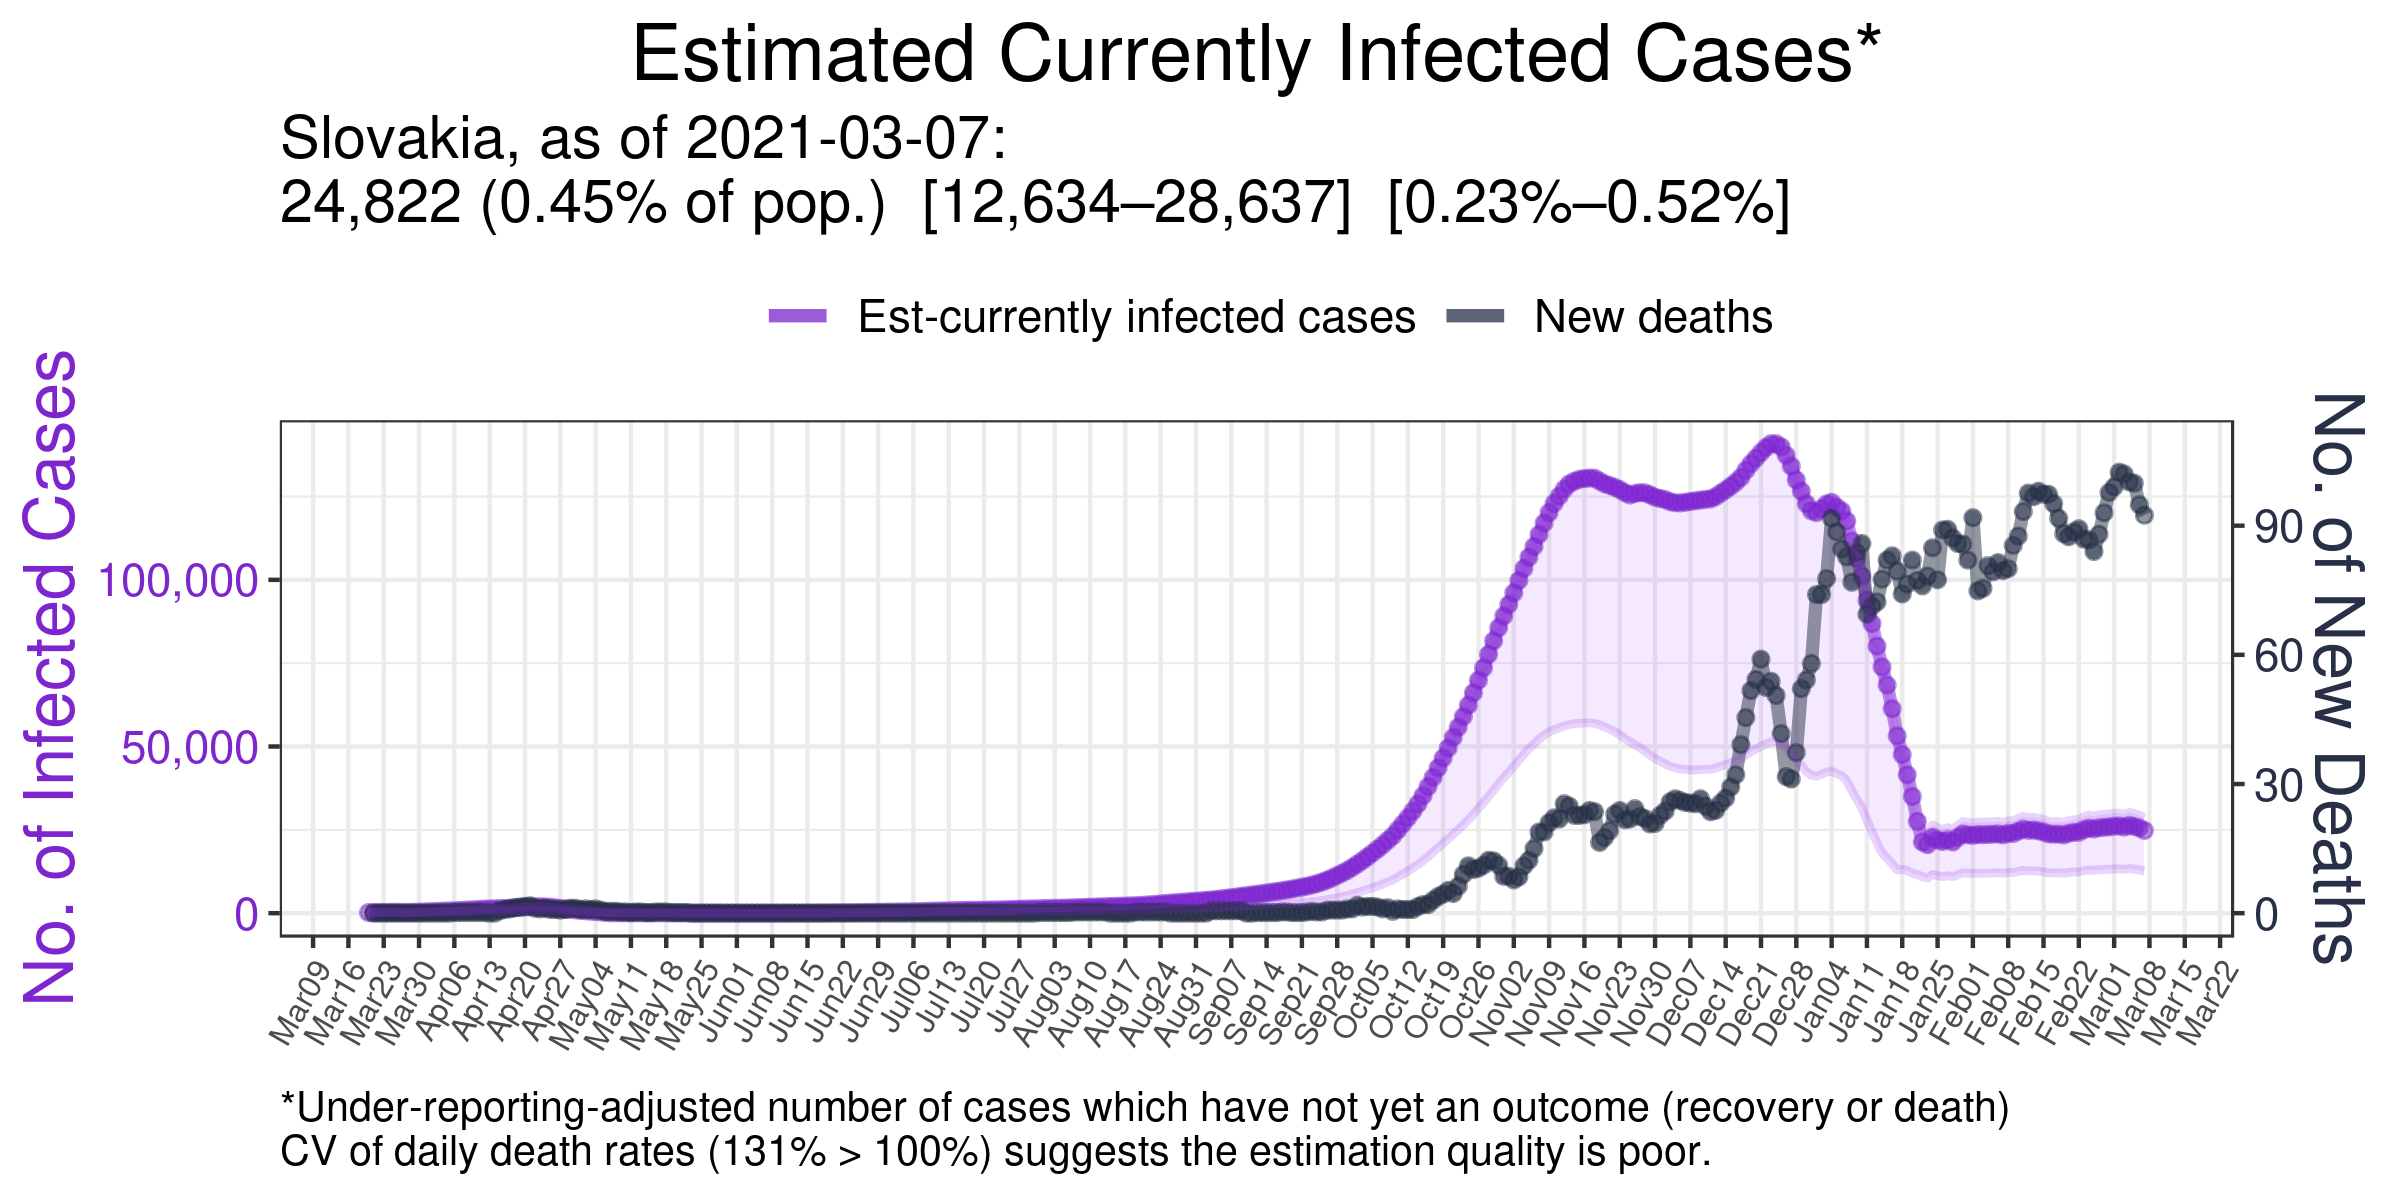 Estimated Currently Infected Cases*
Slovakia, as of 2021-03-07:
24,822 (0.45% of pop.)  [12,634–28,637]  [0.23%–0.52%]
Est-currently infected cases
New deaths
No. of Infected Cases
100,000
50,000
0
No. of New Deaths
90
60
30
0
Mar09
Mar16
Mar23
Mar30
Apr06
Apr13
Apr20
Apr27
May04
May11
May18
May25
Jun01
Jun08
Jun15
Jun22
Jun29
Jul06
Jul13
Jul20
Jul27
Aug03
Aug10
Aug17
Aug24
Aug31
Sep07
Sep14
Sep21
Sep28
Oct05
Oct12
Oct19
Oct26
Nov02
Nov09
Nov16
Nov23
Nov30
Dec07
Dec14
Dec21
Dec28
Jan04
Jan11
Jan18
Jan25
Feb01
Feb08
Feb15
Feb22
Mar01
Mar08
Mar15
Mar22
*Under-reporting-adjusted number of cases which have not yet an outcome (recovery or death)
CV of daily death rates (131% > 100%) suggests the estimation quality is poor.